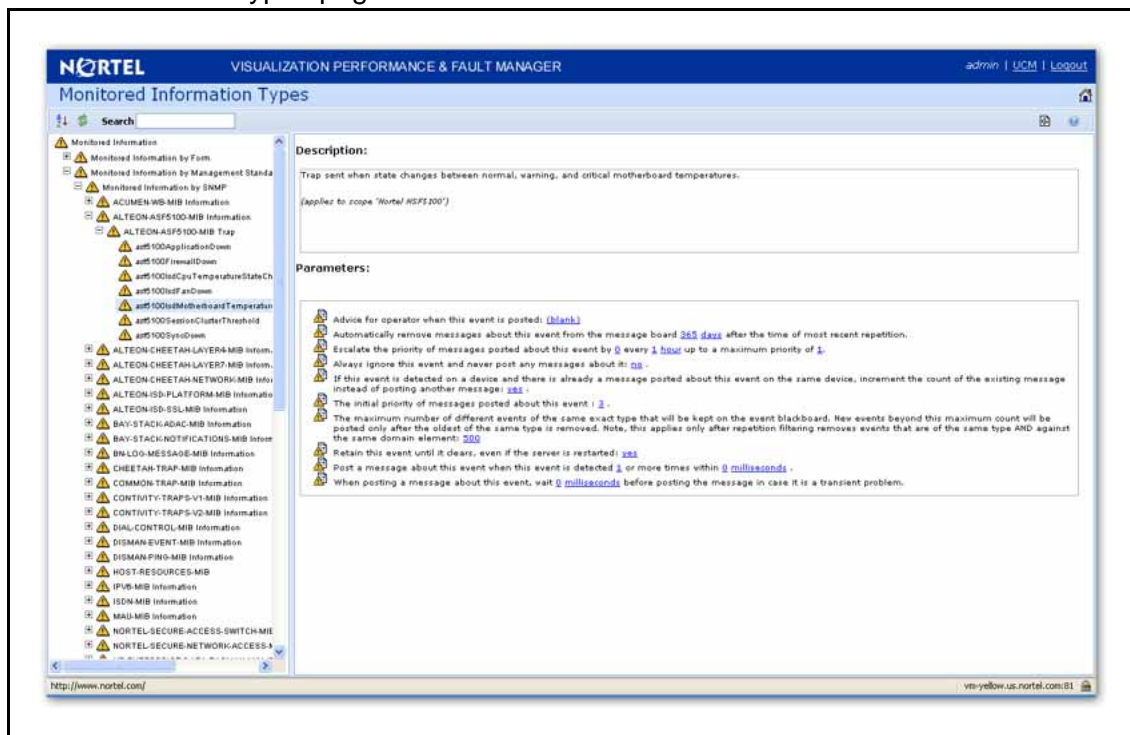 NORTEL VISUALIZATION PERFORMANCE & FAULT MANAGER admin | UCM | Logout
Monitored Information Types
Search
Monitored Information
Monitored Information by Form
Monitored Information by Management Standa
Monitored Information by SNMP
ACUMEN-WB-MIB Information
ALTEON-ASF5100-MIB Information
ALTEON-ASF5100-MIB Trap
asf5100ApplicationDown
asf5100FirewallDown
asf5100IsdCpuTemperatureStateCh
asf5100IsdFanDown
asf5100IsdMotherboardTemperature
asf5100SessionClusterThreshold
asf5100SyncDown
ALTEON-CHEETAH-LAYER4-MIB Inform.
ALTEON-CHEETAH-LAYER7-MIB Inform.
ALTEON-CHEETAH-NETWORK-MIB Infor
ALTEON-ISD-PLATFORM-MIB Informatio
ALTEON-ISD-SSL-MIB Information
BAY-STACK-ADAC-MIB Information
BAY-STACK-NOTIFICATIONS-MIB Inform
BN-LOG-MESSAGE-MIB Information
CHEETAH-TRAP-MIB Information
COMMON-TRAP-MIB Information
CONTIVITY-TRAPS-V1-MIB Information
CONTIVITY-TRAPS-V2-MIB Information
DIAL-CONTROL-MIB Information
DISMAN-EVENT-MIB Information
DISMAN-PING-MIB Information
HOST-RESOURCES-MIB
IPV6-MIB Information
ISDN-MIB Information
MAU-MIB Information
NORTEL-SECURE-ACCESS-SWITCH-MIE
NORTEL-SECURE-NETWORK-ACCESS-M
Description:
Trap sent when state changes between normal, warning, and critical motherboard temperatures.
(applies to scope "Nortel NSF5100")
Parameters:
Advice for operator when this event is posted: (blank)
Automatically remove messages about this event from the message board 365 days after the time of most recent repetition.
Escalate the priority of messages posted about this event by 0 every 1 hour up to a maximum priority of 1.
Always ignore this event and never post any messages about it: no .
If this event is detected on a device and there is already a message posted about this event on the same device, increment the count of the existing message
instead of posting another message: yes .
The initial priority of messages posted about this event : 3 .
The maximum number of different events of the same exact type that will be kept on the event blackboard. New events beyond this maximum count will be
posted only after the oldest of the same type is removed. Note, this applies only after repetition filtering removes events that are of the same type AND against
the same domain element: 500
Retain this event until it clears, even if the server is restarted: yes
Post a message about this event when this event is detected 1 or more times within 0 milliseconds .
When posting a message about this event, wait 0 milliseconds before posting the message in case it is a transient problem.
http://www.nortel.com/ vm-yellow.us.nortel.com:81